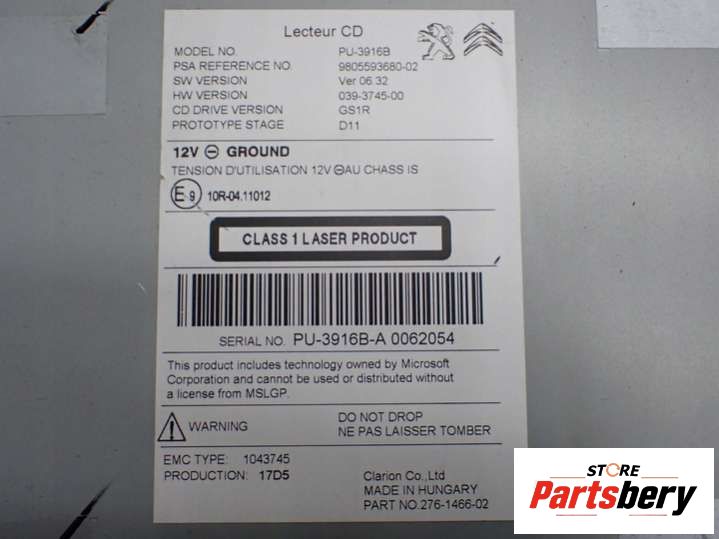 Lecteur CD
MODEL NO. PU-3916B
PSA REFERENCE NO. 9805593680-02
SW VERSION Ver 06.32
HW VERSION 039-3745-00
CD DRIVE VERSION GS1R
PROTOTYPE STAGE D11
12V ⊖ GROUND
TENSION D'UTILISATION 12V ⊖AU CHASS IS
E 9 10R-04.11012
CLASS 1 LASER PRODUCT
SERIAL NO. PU-3916B-A 0062054
This product includes technology owned by Microsoft
Corporation and cannot be used or distributed without
a license from MSLGP.
WARNING
DO NOT DROP
NE PAS LAISSER TOMBER
EMC TYPE: 1043745
PRODUCTION: 17D5
Clarion Co.,Ltd
MADE IN HUNGARY
PART NO.276-1466-02
STORE
Partsbery